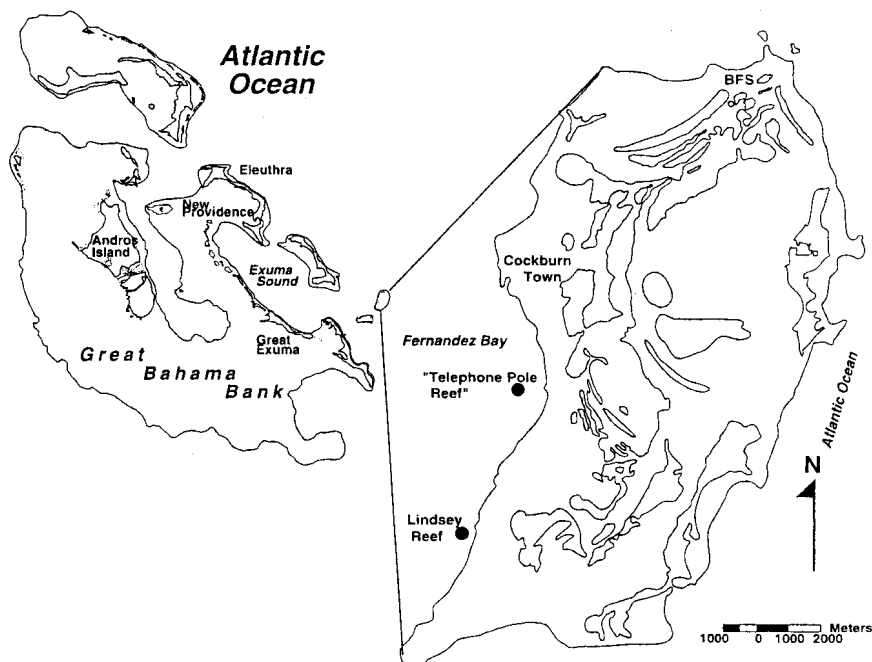 Atlantic
Ocean
Eleuthra
New
Providence
Andros
Island
Exuma
Sound
Great
Exuma
Great
Bahama
Bank
BFS
Cockburn
Town
Fernandez Bay
"Telephone Pole
Reef"
Atlantic Ocean
N
Lindsey
Reef
Meters
1000 0 1000 2000